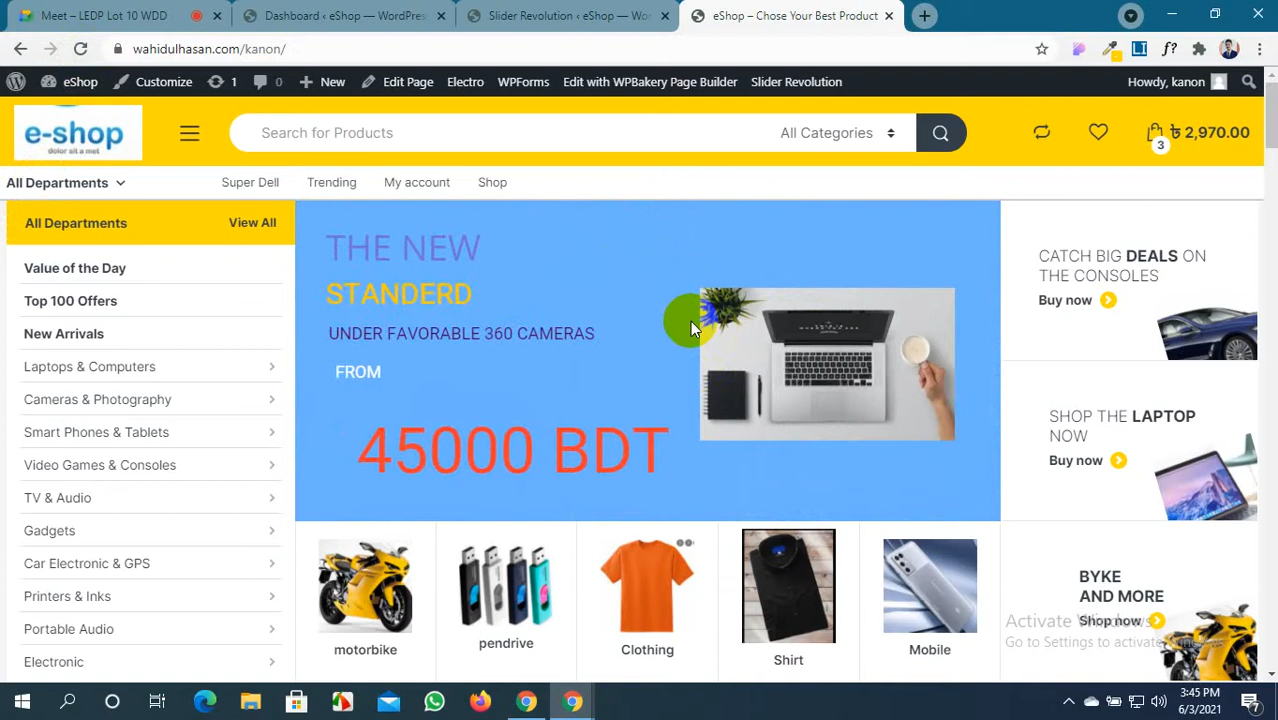 Meet – LEDP Lot 10 WDD
Dashboard ‹ eShop — WordPress
Slider Revolution ‹ eShop — Wor
eShop – Chose Your Best Product
wahidulhasan.com/kanon/
eShop
Customize
1
0
New
Edit Page
Electro
WPForms
Edit with WPBakery Page Builder
Slider Revolution
Howdy, kanon
e-shop
dolor sit a met
Search for Products
All Categories
3
৳ 2,970.00
All Departments
Super Dell
Trending
My account
Shop
All Departments
View All
Value of the Day
Top 100 Offers
New Arrivals
Laptops & Computers
Cameras & Photography
Smart Phones & Tablets
Video Games & Consoles
TV & Audio
Gadgets
Car Electronic & GPS
Printers & Inks
Portable Audio
Electronic
THE NEW
STANDERD
UNDER FAVORABLE 360 CAMERAS
FROM
45000 BDT
CATCH BIG DEALS ON
THE CONSOLES
Buy now
SHOP THE LAPTOP
NOW
Buy now
BYKE
AND MORE
Shop now
motorbike
pendrive
Clothing
Shirt
Mobile
Activate Windows
Go to Settings to activate
3:45 PM
6/3/2021
7